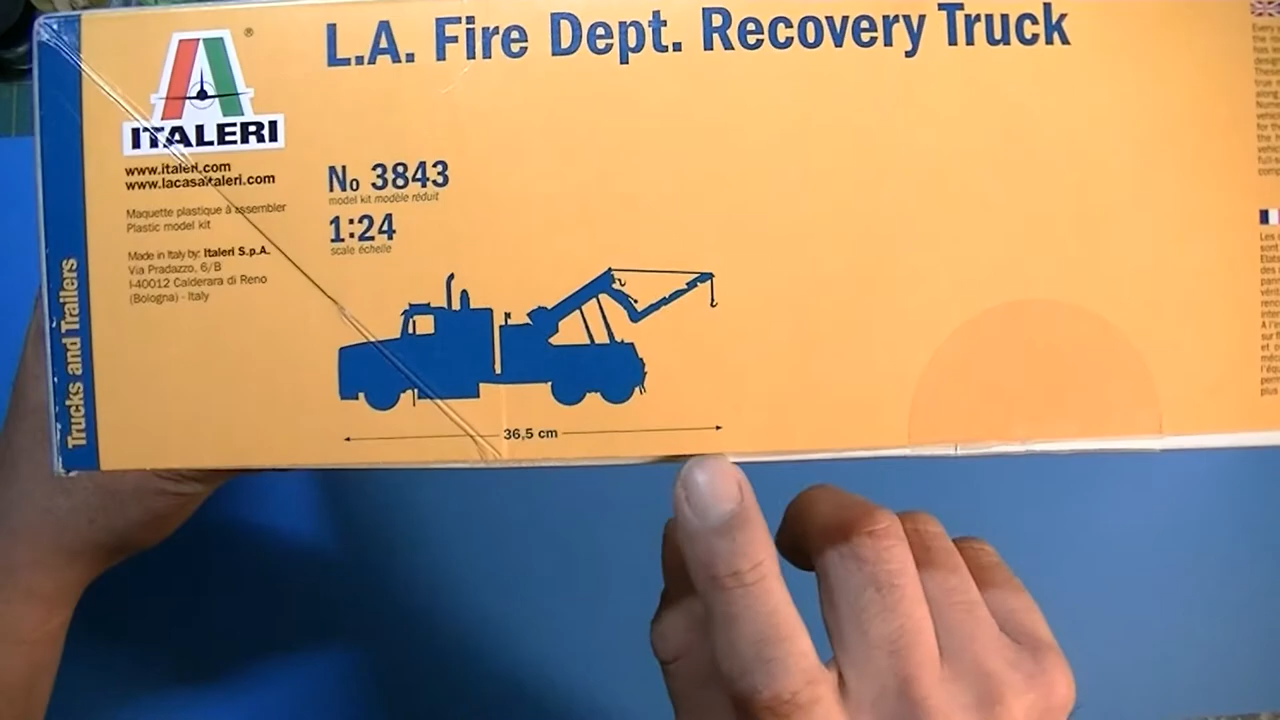 L.A. Fire Dept. Recovery Truck
ITALERI
®
www.italeri.com
www.lacasaitaleri.com
Maquette plastique à assembler
Plastic model kit
Made in Italy by: Italeri S.p.A.
Via Pradazzo, 6/B
I-40012 Calderara di Reno
(Bologna) - Italy
No 3843
model kit modèle réduit
1:24
scale échelle
36,5 cm
Trucks and Trailers